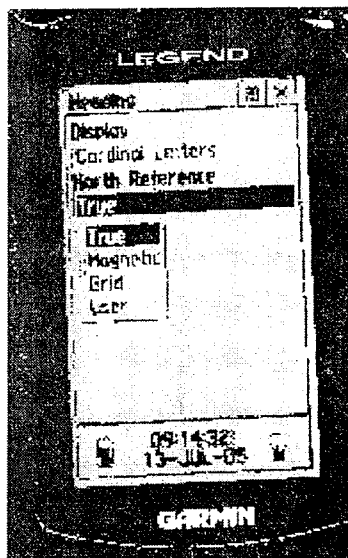 LEGEND
Heading
Display
Cardinal Letters
North Reference
True
True
Magnetic
Grid
User
09:14:32
13-JUL-05
GARMIN